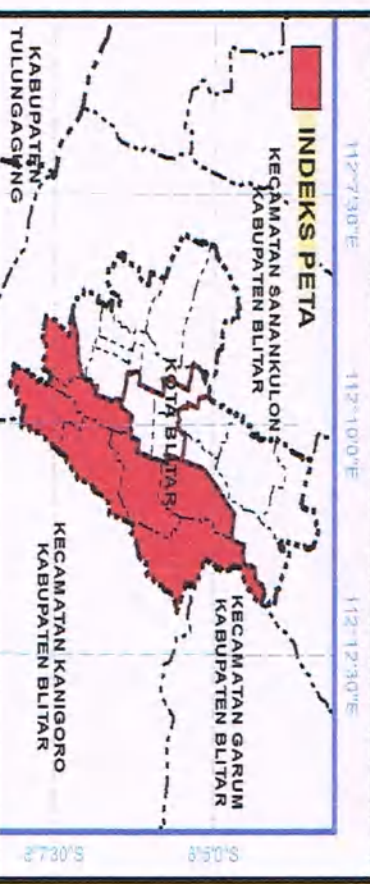 112°7'30"E
112°10'0"E
112°12'30"E
INDEKS PETA
KECAMATAN SANANKULON
KABUPATEN BLITAR
KECAMATAN GARUM
KABUPATEN BLITAR
KOTA BLITAR
KABUPATEN
TULUNGAGUNG
KECAMATAN KANIGORO
KABUPATEN BLITAR
8°5'0"S
8°7'30"S